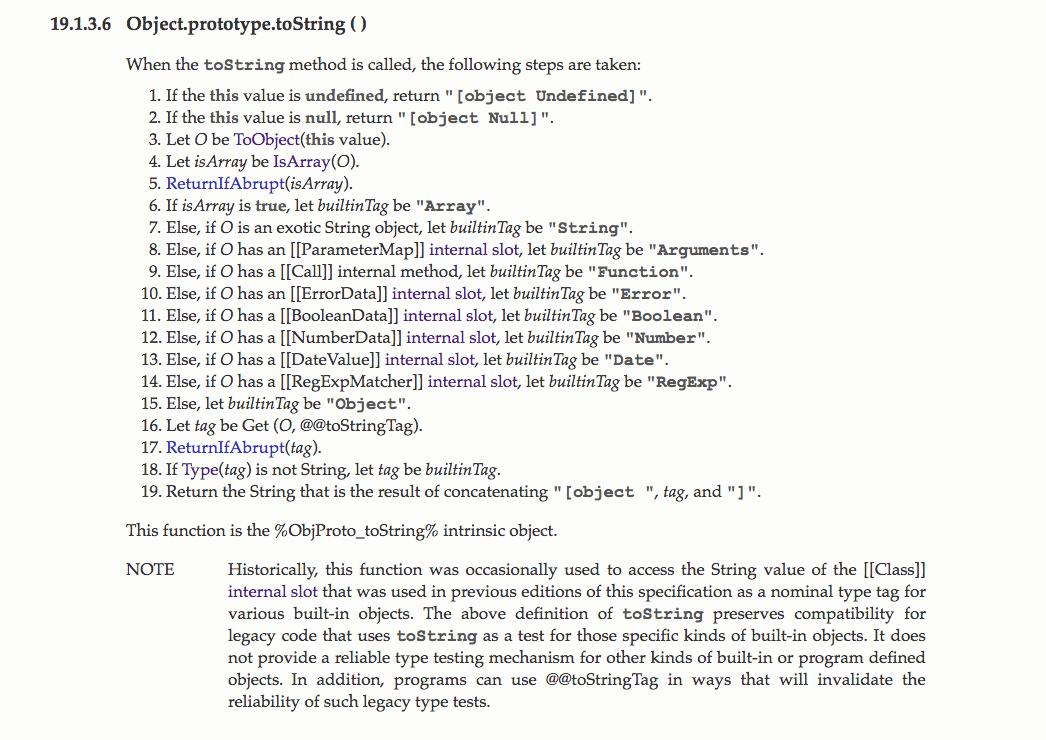 19.1.3.6 Object.prototype.toString ( )
When the toString method is called, the following steps are taken:
1. If the this value is undefined, return "[object Undefined]".
2. If the this value is null, return "[object Null]".
3. Let O be ToObject(this value).
4. Let isArray be IsArray(O).
5. ReturnIfAbrupt(isArray).
6. If isArray is true, let builtinTag be "Array".
7. Else, if O is an exotic String object, let builtinTag be "String".
8. Else, if O has an [[ParameterMap]] internal slot, let builtinTag be "Arguments".
9. Else, if O has a [[Call]] internal method, let builtinTag be "Function".
10. Else, if O has an [[ErrorData]] internal slot, let builtinTag be "Error".
11. Else, if O has a [[BooleanData]] internal slot, let builtinTag be "Boolean".
12. Else, if O has a [[NumberData]] internal slot, let builtinTag be "Number".
13. Else, if O has a [[DateValue]] internal slot, let builtinTag be "Date".
14. Else, if O has a [[RegExpMatcher]] internal slot, let builtinTag be "RegExp".
15. Else, let builtinTag be "Object".
16. Let tag be Get (O, @@toStringTag).
17. ReturnIfAbrupt(tag).
18. If Type(tag) is not String, let tag be builtinTag.
19. Return the String that is the result of concatenating "[object ", tag, and "]".
This function is the %ObjProto_toString% intrinsic object.
NOTE Historically, this function was occasionally used to access the String value of the [[Class]]
internal slot that was used in previous editions of this specification as a nominal type tag for
various built-in objects. The above definition of toString preserves compatibility for
legacy code that uses toString as a test for those specific kinds of built-in objects. It does
not provide a reliable type testing mechanism for other kinds of built-in or program defined
objects. In addition, programs can use @@toStringTag in ways that will invalidate the
reliability of such legacy type tests.